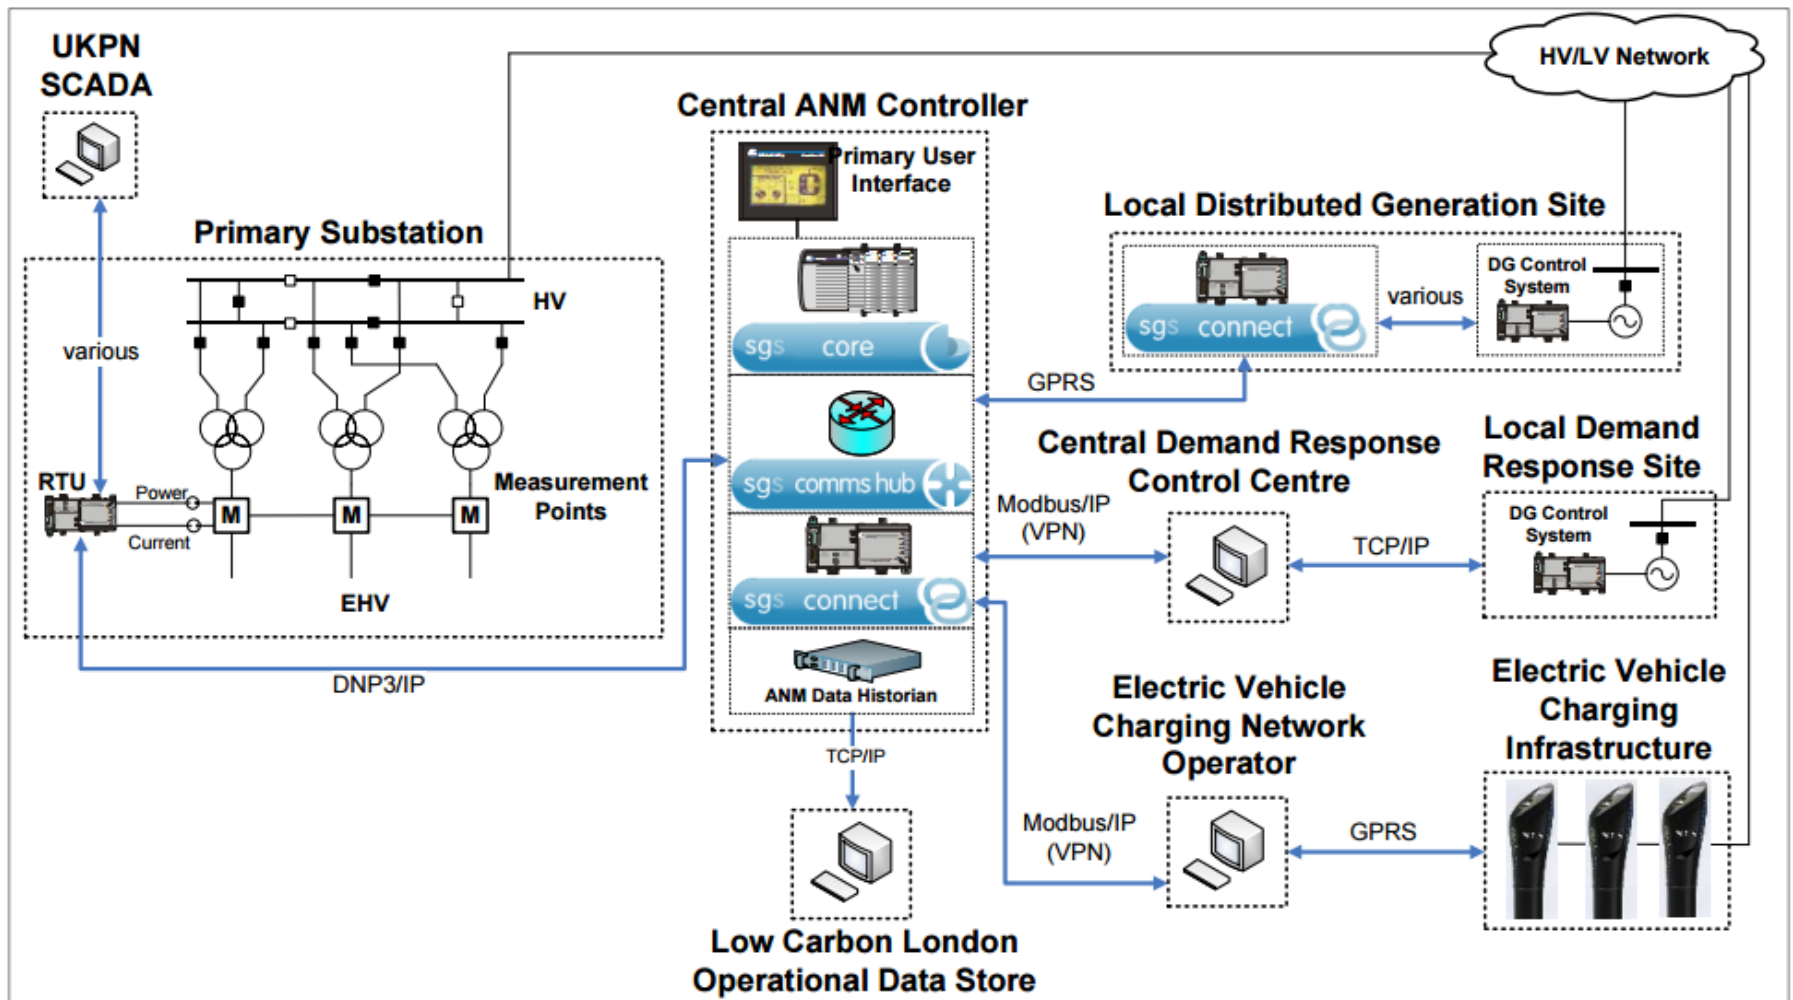 UKPN
SCADA
HV/LV Network
Central ANM Controller
Primary User
Interface
Local Distributed Generation Site
Primary Substation
DG Control
System
HV
various
sgs connect
various
sgs core
GPRS
Central Demand Response
Control Centre
Local Demand
Response Site
RTU
Power
Current
M
M
M
Measurement
Points
sgs comms hub
Modbus/IP
(VPN)
DG Control
System
TCP/IP
EHV
sgs connect
DNP3/IP
ANM Data Historian
TCP/IP
Electric Vehicle
Charging Network
Operator
Electric Vehicle
Charging
Infrastructure
Modbus/IP
(VPN)
GPRS
Low Carbon London
Operational Data Store